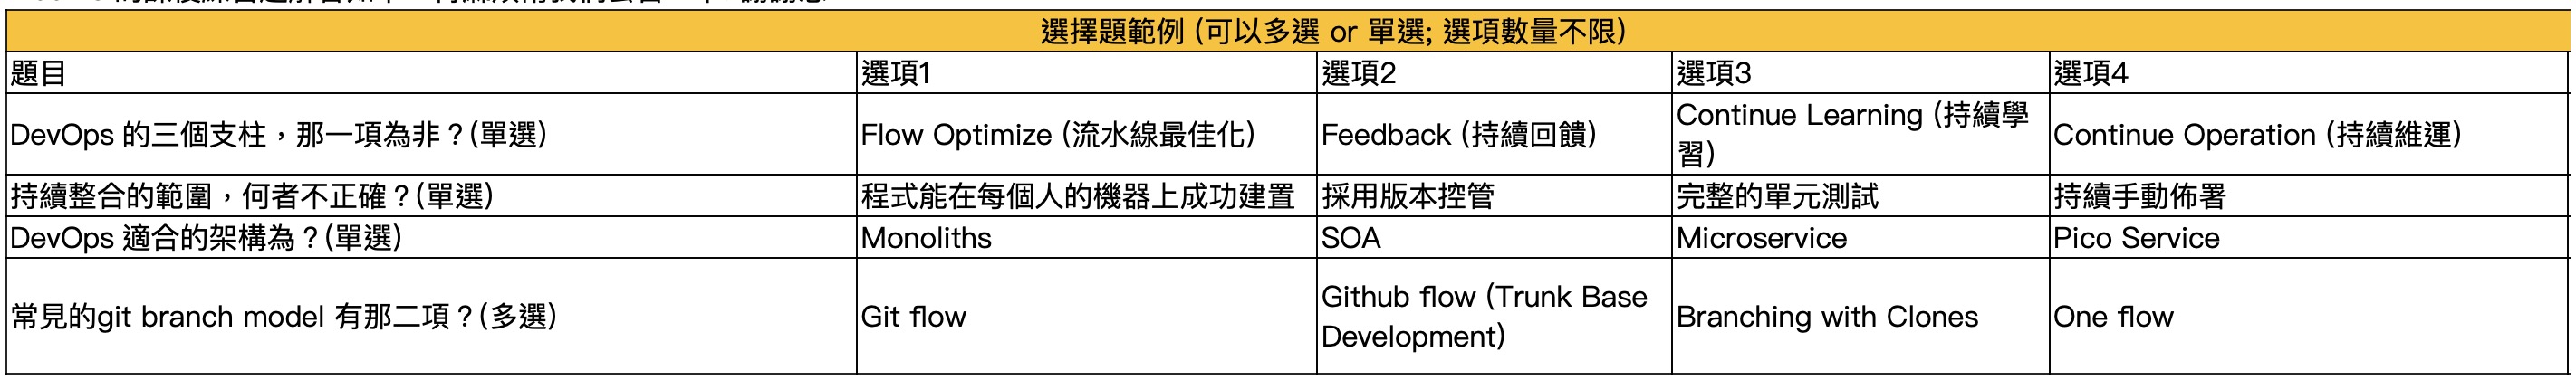 選擇題範例 (可以多選 or 單選; 選項數量不限)
題目 選項1 選項2 選項3 選項4
DevOps 的三個支柱，那一項為非？(單選) Flow Optimize (流水線最佳化) Feedback (持續回饋) Continue Learning (持續學
習) Continue Operation (持續維運)
持續整合的範圍，何者不正確？(單選) 程式能在每個人的機器上成功建置 採用版本控管 完整的單元測試 持續手動佈署
DevOps 適合的架構為？(單選) Monoliths SOA Microservice Pico Service
常見的git branch model 有那二項？(多選) Git flow Github flow (Trunk Base
Development) Branching with Clones One flow